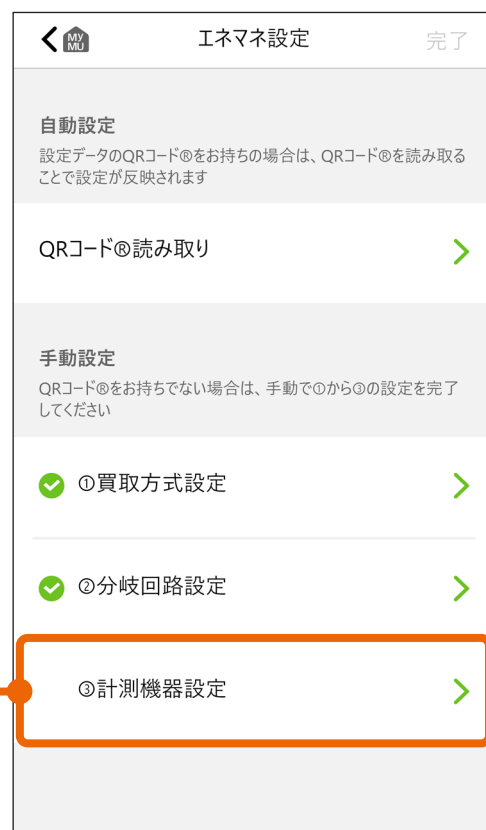 MY
MU
エネマネ設定
完了
自動設定
設定データのQRコード®をお持ちの場合は、QRコード®を読み取る
ことで設定が反映されます
QRコード®読み取り
手動設定
QRコード®をお持ちでない場合は、手動で①から③の設定を完了
してください
①買取方式設定
②分岐回路設定
③計測機器設定